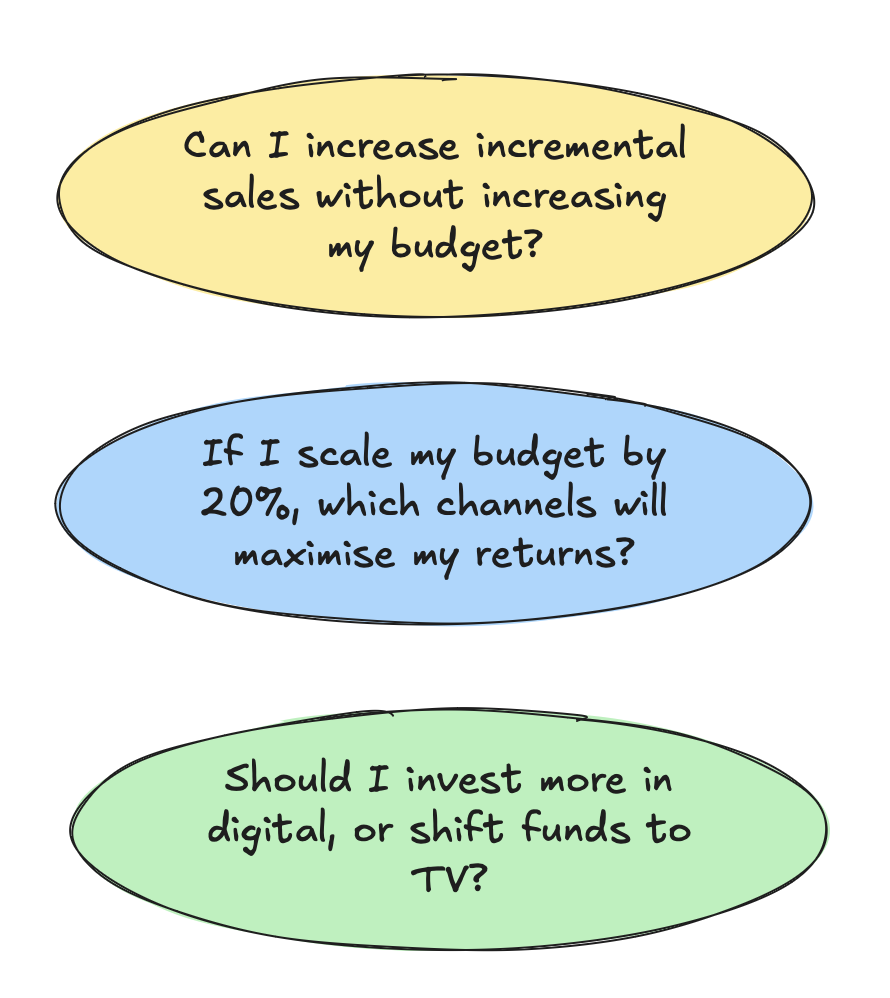 Can I increase incremental
sales without increasing
my budget?
If I scale my budget by
20%, which channels will
maximise my returns?
Should I invest more in
digital, or shift funds to
TV?